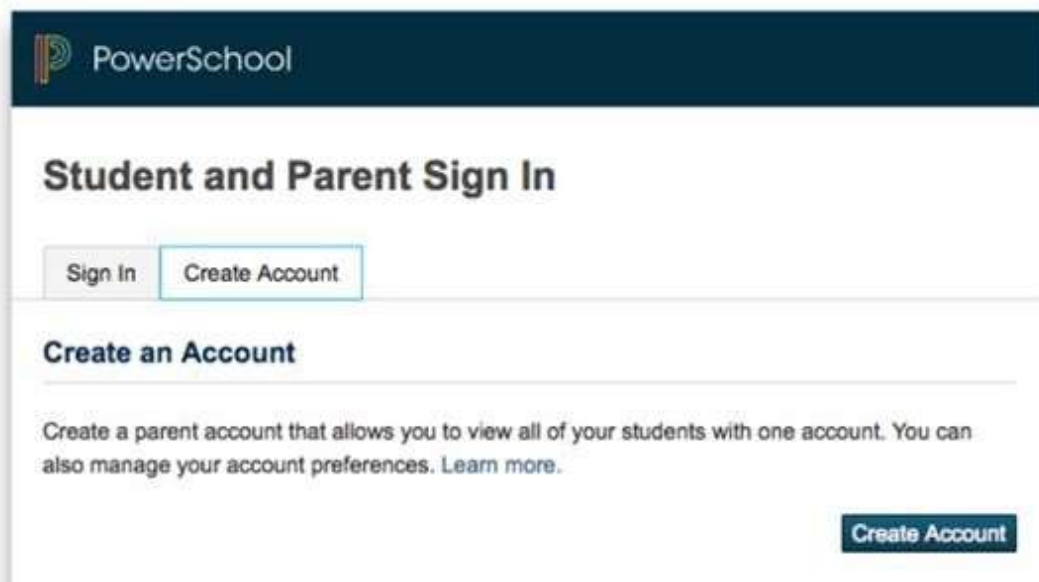 PowerSchool
Student and Parent Sign In
Sign In
Create Account
Create an Account
Create a parent account that allows you to view all of your students with one account. You can
also manage your account preferences. Learn more.
Create Account